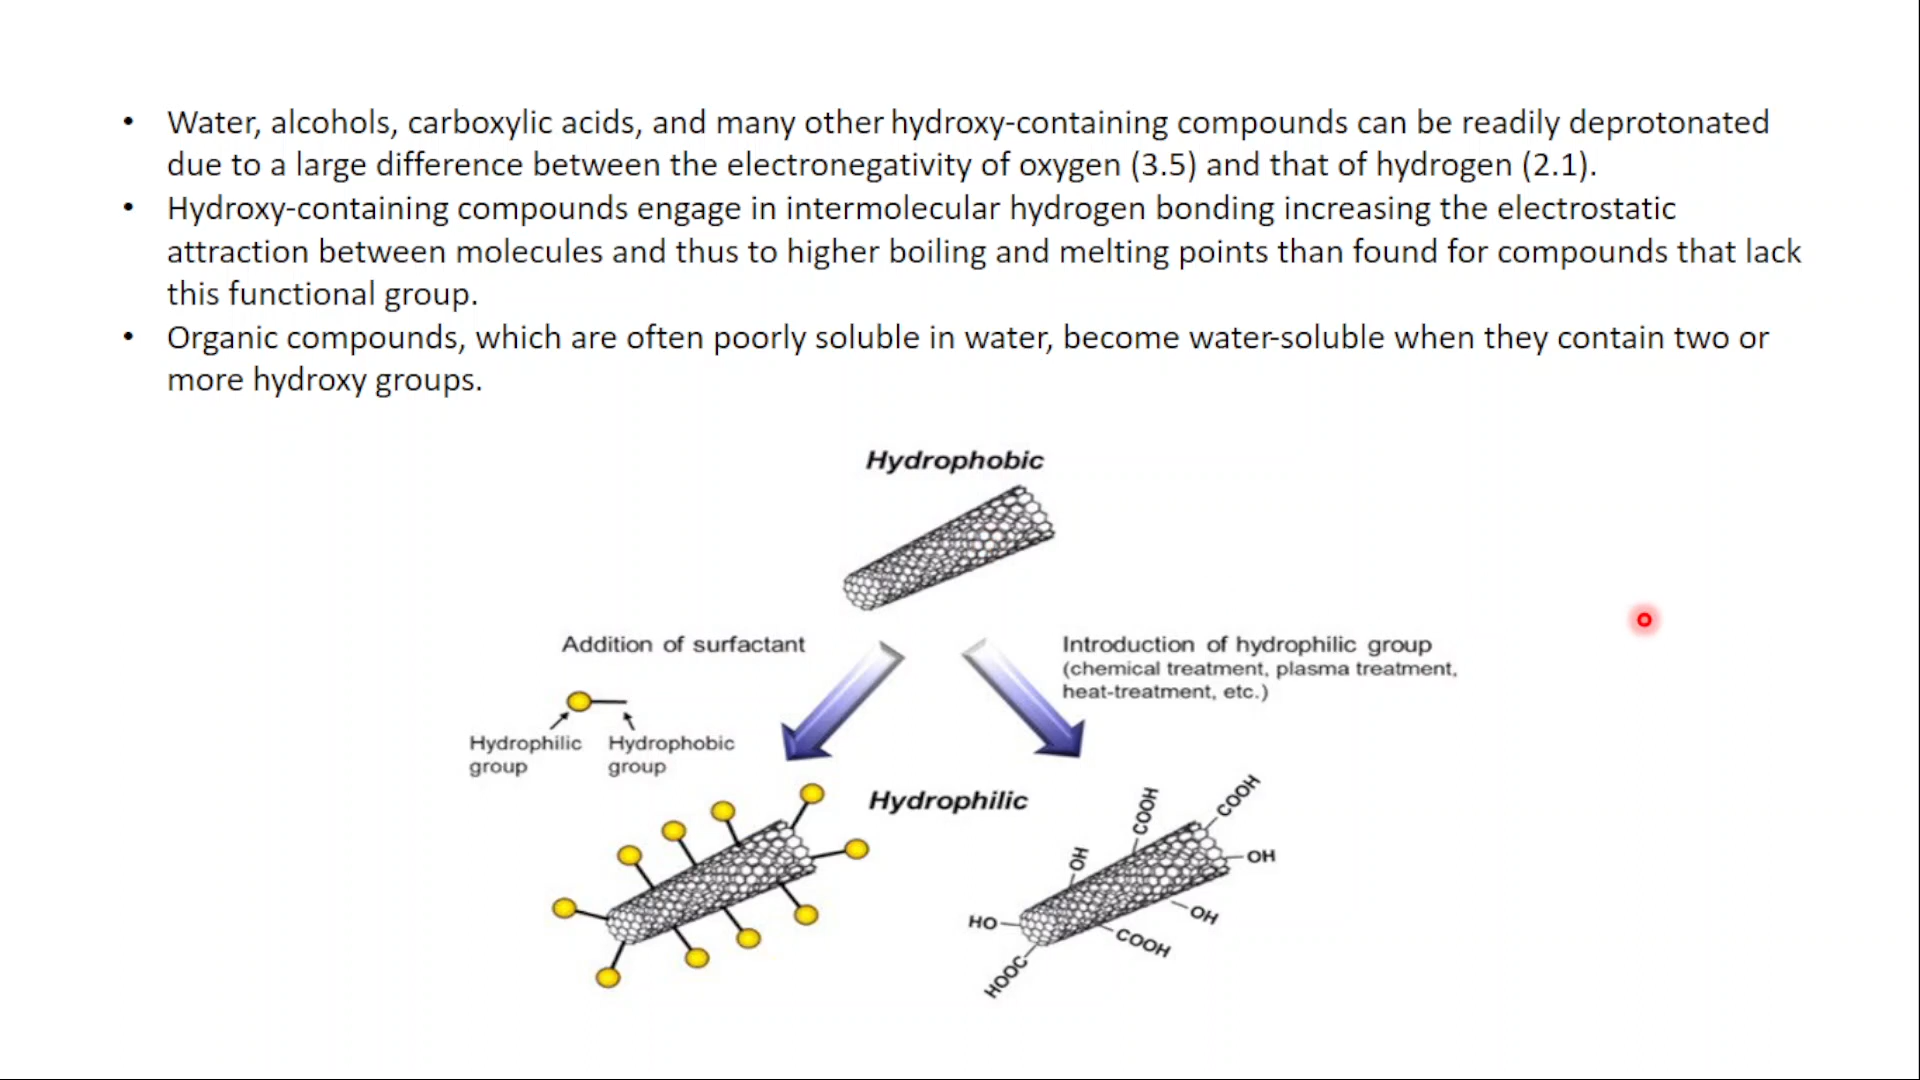 • Water, alcohols, carboxylic acids, and many other hydroxy-containing compounds can be readily deprotonated
due to a large difference between the electronegativity of oxygen (3.5) and that of hydrogen (2.1).
• Hydroxy-containing compounds engage in intermolecular hydrogen bonding increasing the electrostatic
attraction between molecules and thus to higher boiling and melting points than found for compounds that lack
this functional group.
• Organic compounds, which are often poorly soluble in water, become water-soluble when they contain two or
more hydroxy groups.
Hydrophobic
Addition of surfactant
Hydrophilic
group
Hydrophobic
group
Introduction of hydrophilic group
(chemical treatment, plasma treatment,
heat-treatment, etc.)
Hydrophilic
COOH
COOH
OH
OH
HO
OH
COOH
HOOC